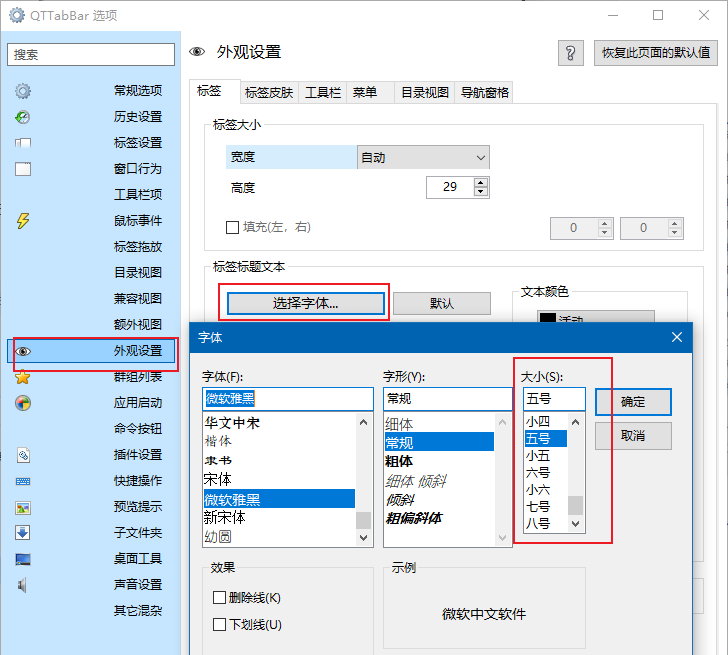 QTTabBar 选项
搜索
常规选项
历史设置
标签设置
窗口行为
工具栏项
鼠标事件
标签拖放
目录视图
兼容视图
额外视图
外观设置
群组列表
应用启动
命令按钮
插件设置
快捷操作
预览提示
子文件夹
桌面工具
声音设置
其它混杂
外观设置
?
恢复此页面的默认值
标签 标签皮肤 工具栏 菜单 目录视图 导航窗格
标签大小
宽度 自动
高度 29
填充(左，右) 0 0
标签标题文本
选择字体... 默认
文本颜色
活动
字体
字体(F):
微软雅黑
华文中宋
楷体
隶书
宋体
微软雅黑
新宋体
幼圆
字形(Y):
常规
细体
常规
粗体
细体 倾斜
倾斜
粗偏斜体
大小(S):
五号
小四
五号
小五
六号
小六
七号
八号
确定
取消
效果
删除线(K)
下划线(U)
示例
微软中文软件